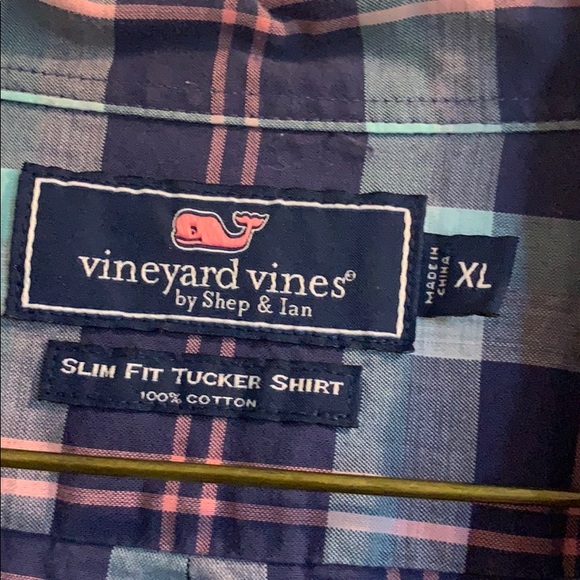 vineyard vines®
by Shep & Ian
MADE IN
CHINA
XL
SLIM FIT TUCKER SHIRT
100% COTTON